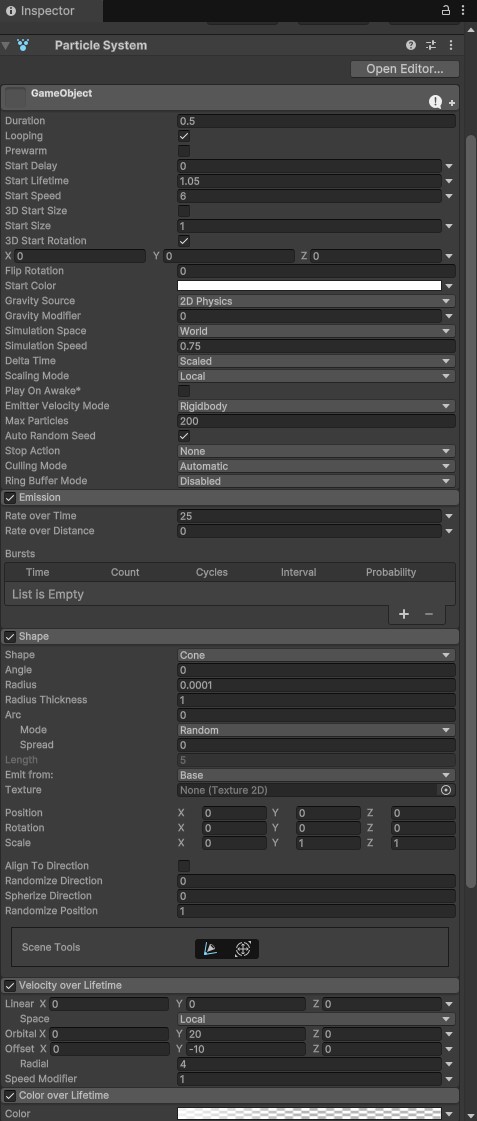 Inspector
Particle System
Open Editor...
GameObject
Duration 0.5
Looping
Prewarm
Start Delay 0
Start Lifetime 1.05
Start Speed 6
3D Start Size
Start Size 1
3D Start Rotation
X 0 Y 0 Z 0
Flip Rotation 0
Start Color
Gravity Source 2D Physics
Gravity Modifier 0
Simulation Space World
Simulation Speed 0.75
Delta Time Scaled
Scaling Mode Local
Play On Awake*
Emitter Velocity Mode Rigidbody
Max Particles 200
Auto Random Seed
Stop Action None
Culling Mode Automatic
Ring Buffer Mode Disabled
Emission
Rate over Time 25
Rate over Distance 0
Bursts
Time Count Cycles Interval Probability
List is Empty
+ −
Shape
Shape Cone
Angle 0
Radius 0.0001
Radius Thickness 1
Arc 0
Mode Random
Spread 0
Length 5
Emit from: Base
Texture None (Texture 2D)
Position X 0 Y 0 Z 0
Rotation X 0 Y 0 Z 0
Scale X 0 Y 1 Z 1
Align To Direction
Randomize Direction 0
Spherize Direction 0
Randomize Position 1
Scene Tools
Velocity over Lifetime
Linear X 0 Y 0 Z 0
Space Local
Orbital X 0 Y 20 Z 0
Offset X 0 Y -10 Z 0
Radial 4
Speed Modifier 1
Color over Lifetime
Color